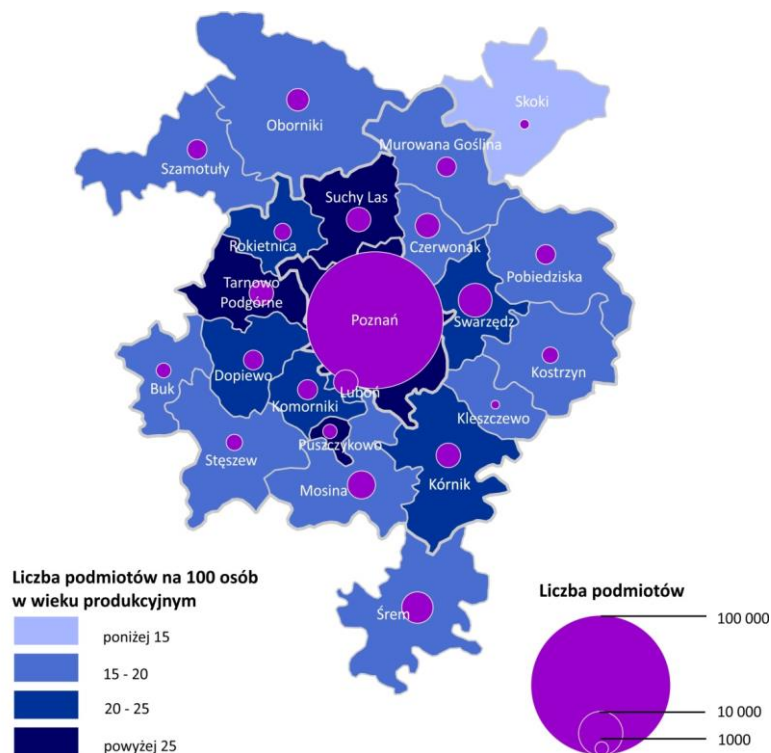 Skoki
Oborniki
Murowana Goślina
Szamotuły
Suchy Las
Rokietnica
Czerwonak
Pobiedziska
Tarnowo
Podgórne
Poznań
Swarzędz
Kostrzyn
Buk
Dopiewo
Luboń
Komorniki
Kleszczewo
Puszczykowo
Stęszew
Kórnik
Mosina
Śrem
Liczba podmiotów na 100 osób
w wieku produkcyjnym
poniżej 15
15 - 20
20 - 25
powyżej 25
Liczba podmiotów
100 000
10 000
1000